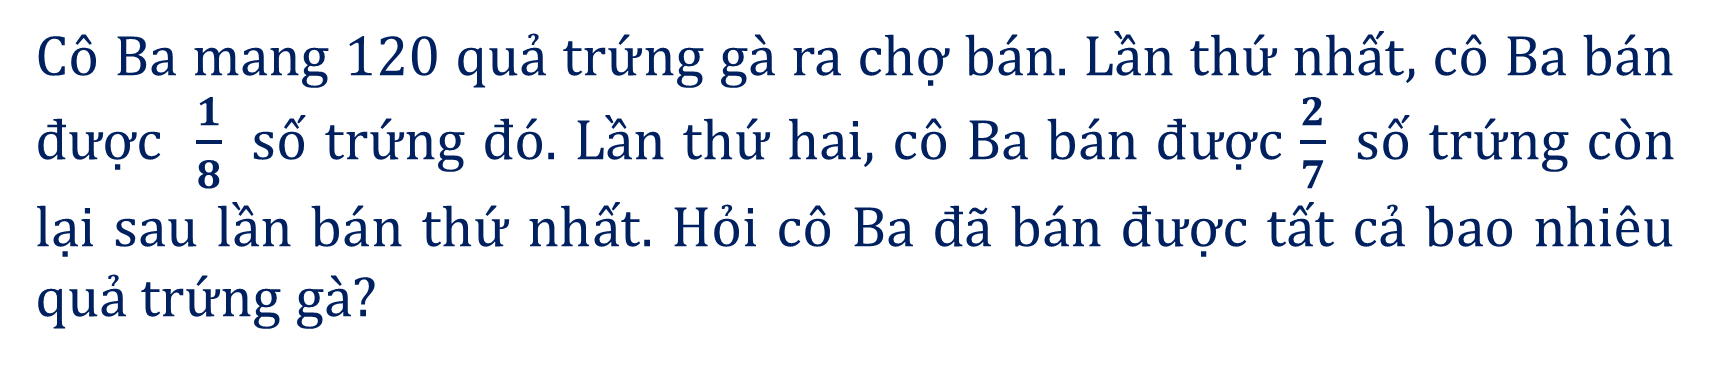 Cô Ba mang 120 quả trứng gà ra chợ bán. Lần thứ nhất, cô Ba bán
được 1/8 số trứng đó. Lần thứ hai, cô Ba bán được 2/7 số trứng còn
lại sau lần bán thứ nhất. Hỏi cô Ba đã bán được tất cả bao nhiêu
quả trứng gà?